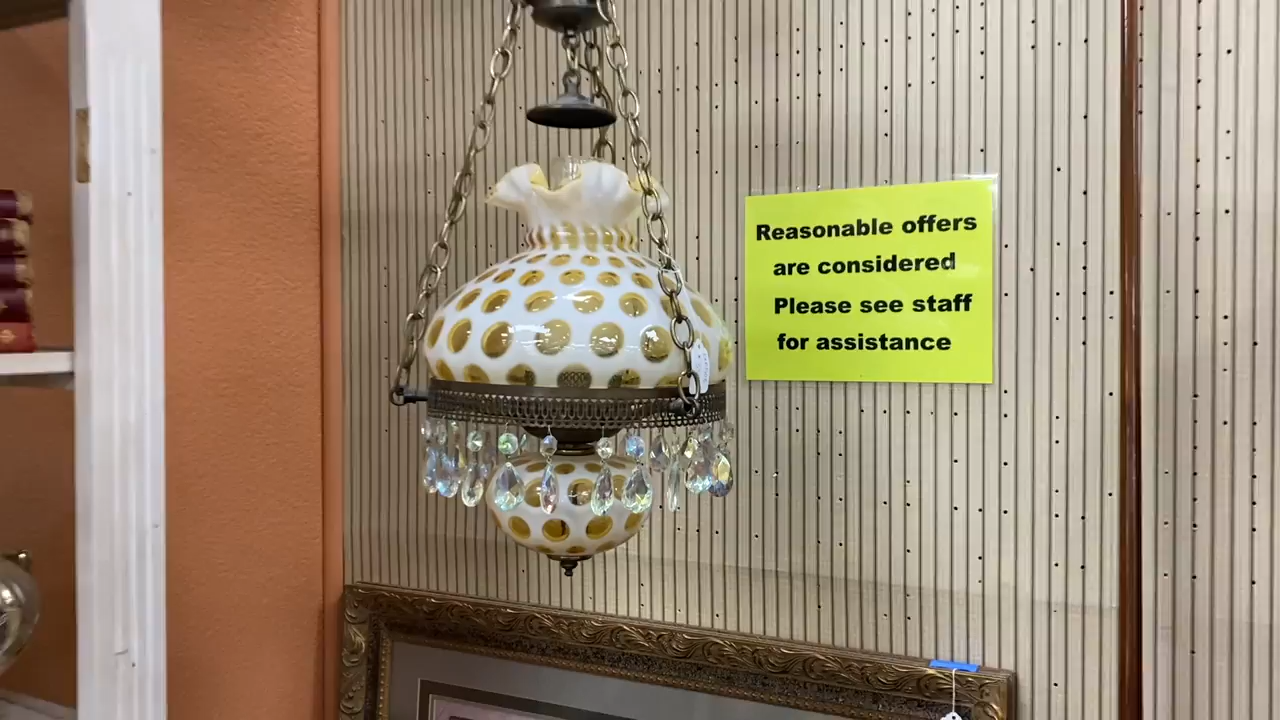 Reasonable offers
are considered
Please see staff
for assistance